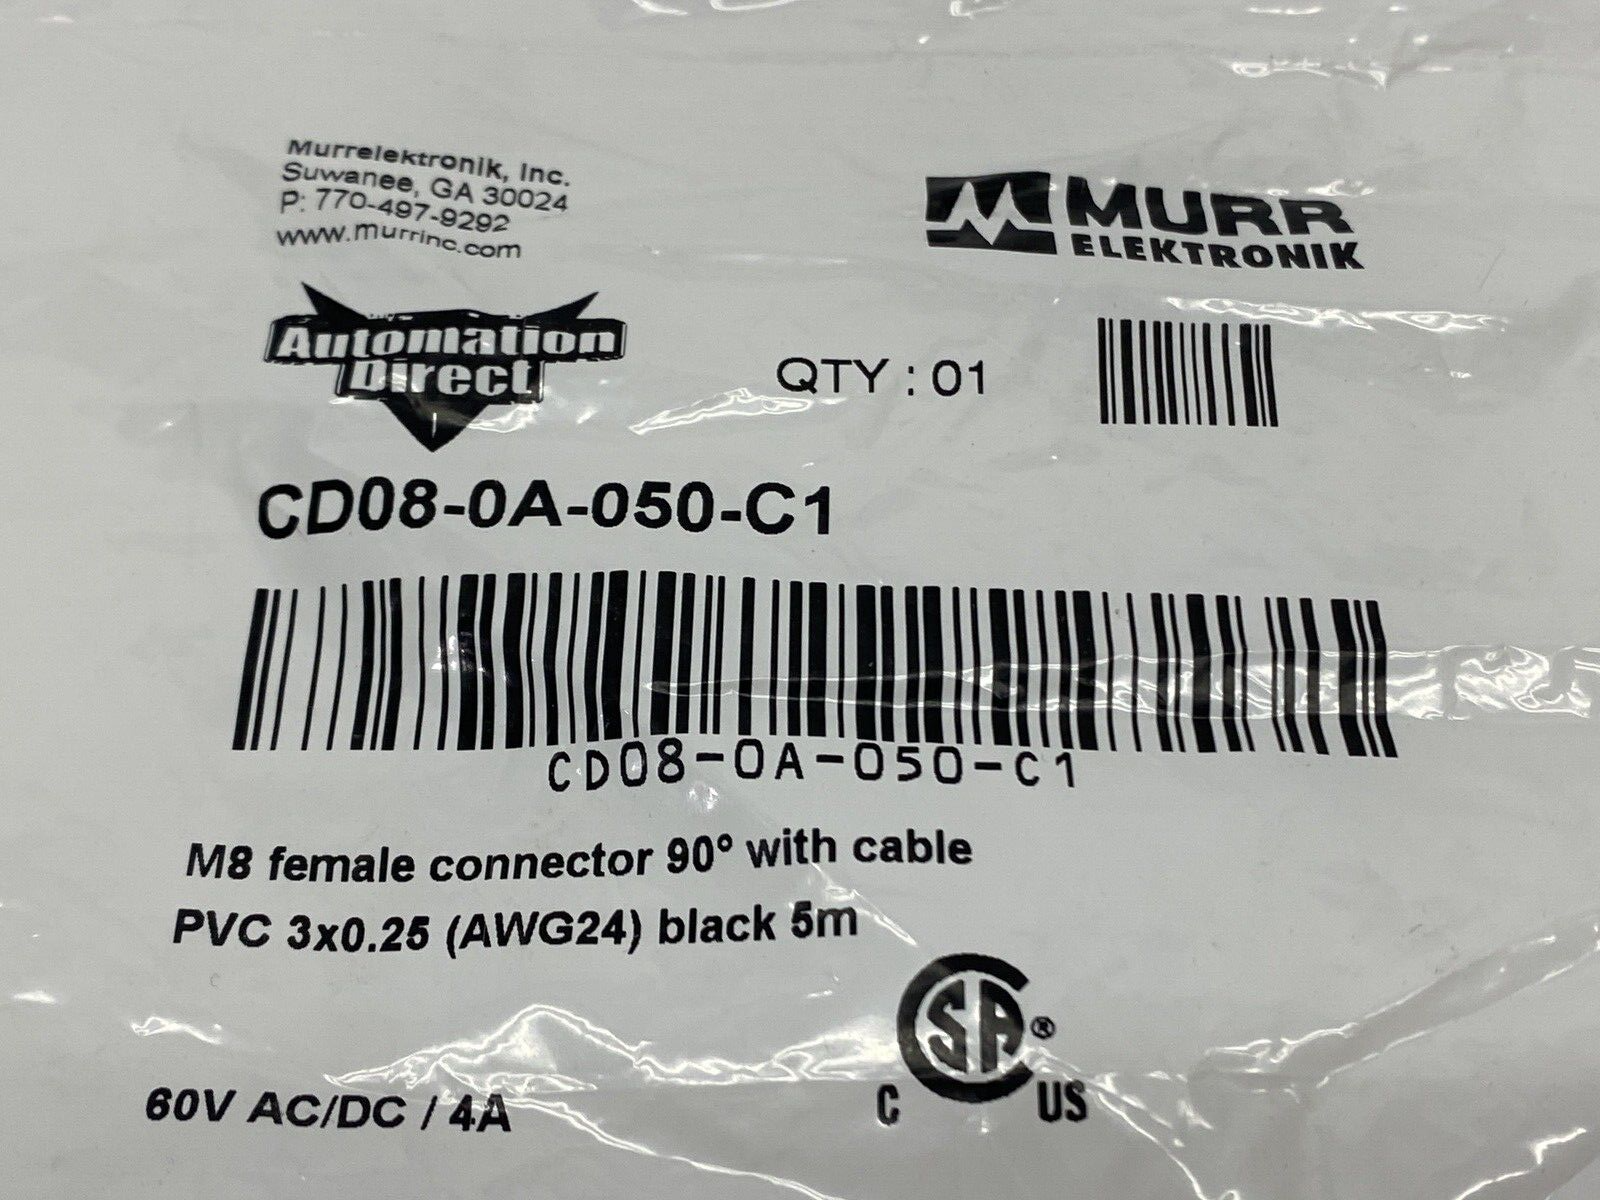 Murrelektronik, Inc.
Suwanee, GA 30024
P: 770-497-9292
www.murrinc.com
MURR
ELEKTRONIK
Automation
Direct
QTY : 01
CD08-0A-050-C1
CD08-0A-050-C1
M8 female connector 90° with cable
PVC 3x0.25 (AWG24) black 5m
60V AC/DC / 4A
CSA®
C US